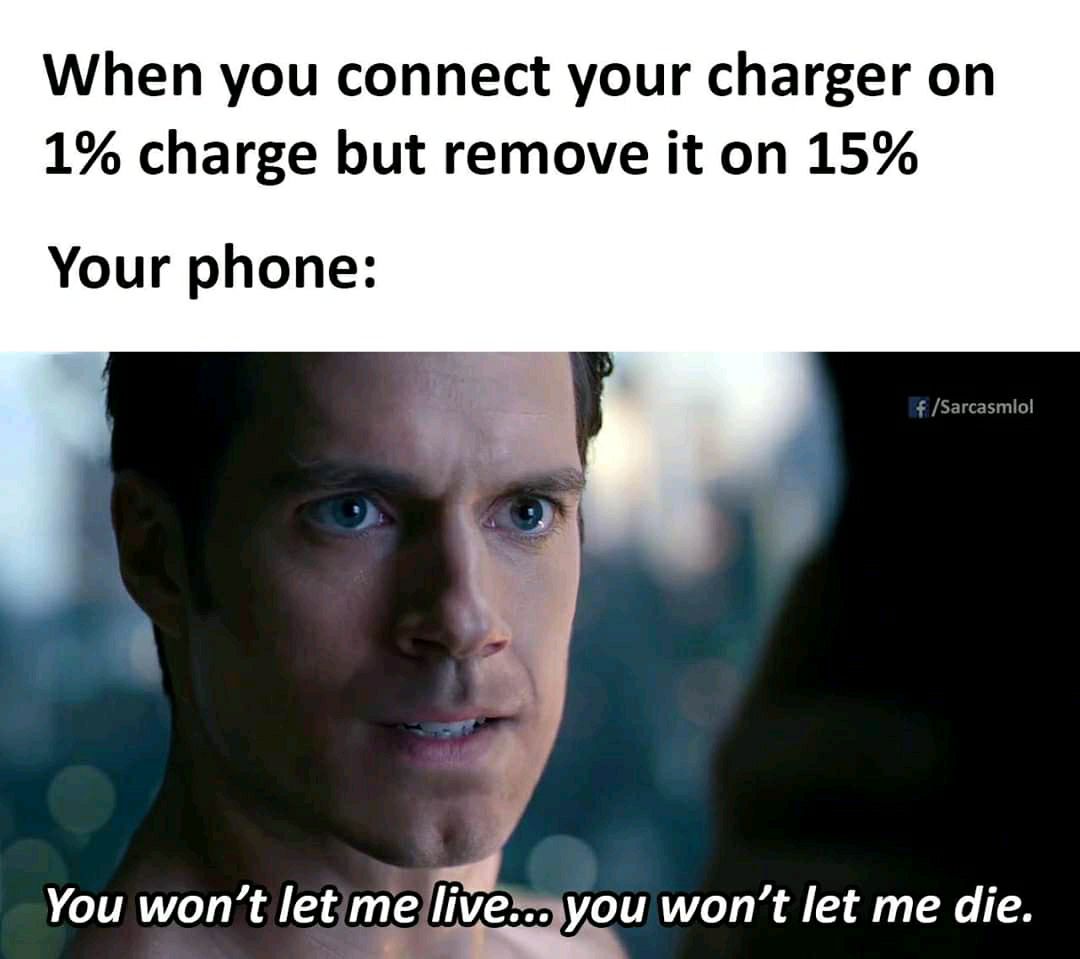 When you connect your charger on
1% charge but remove it on 15%
Your phone:
f/Sarcasmlol
You won't let me live... you won't let me die.